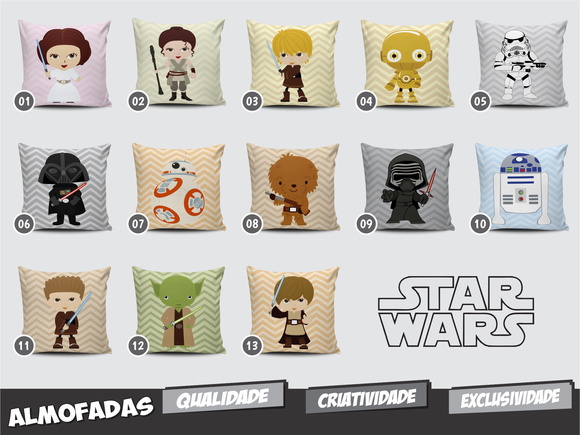 01
02
03
04
05
06
07
08
09
10
11
12
13
STAR
WARS
ALMOFADAS
QUALIDADE
CRIATIVIDADE
EXCLUSIVIDADE